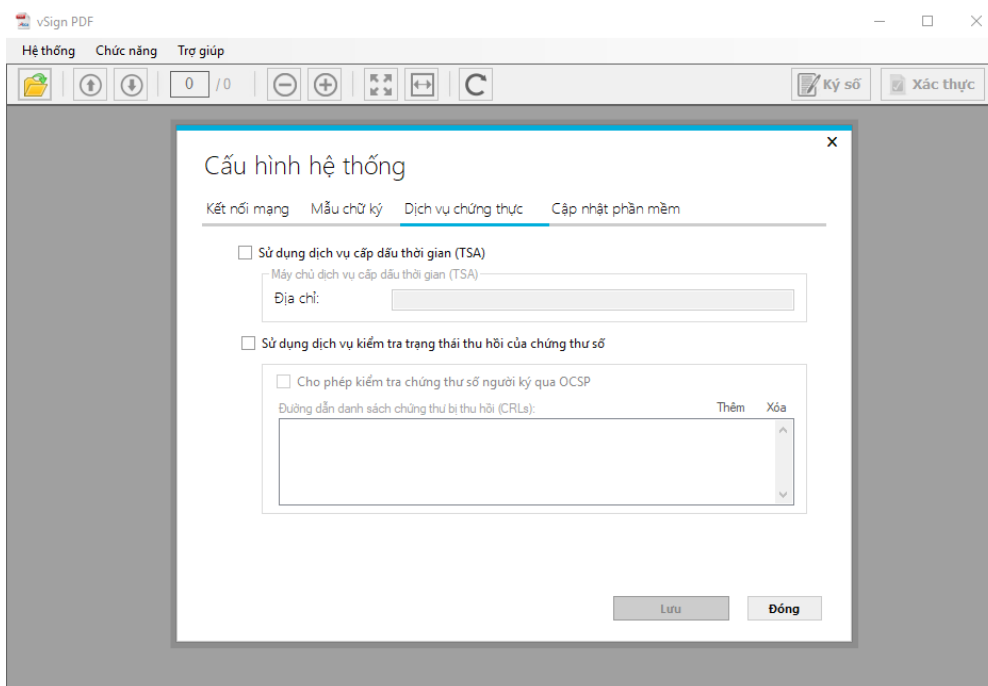 vSign PDF
Hệ thống Chức năng Trợ giúp
0 / 0 Ký số Xác thực
Cấu hình hệ thống
Kết nối mạng Mẫu chữ ký Dịch vụ chứng thực Cập nhật phần mềm
Sử dụng dịch vụ cấp dấu thời gian (TSA)
Máy chủ dịch vụ cấp dấu thời gian (TSA)
Địa chỉ:
Sử dụng dịch vụ kiểm tra trạng thái thu hồi của chứng thư số
Cho phép kiểm tra chứng thư số người ký qua OCSP
Đường dẫn danh sách chứng thư bị thu hồi (CRLs): Thêm Xóa
Lưu Đóng